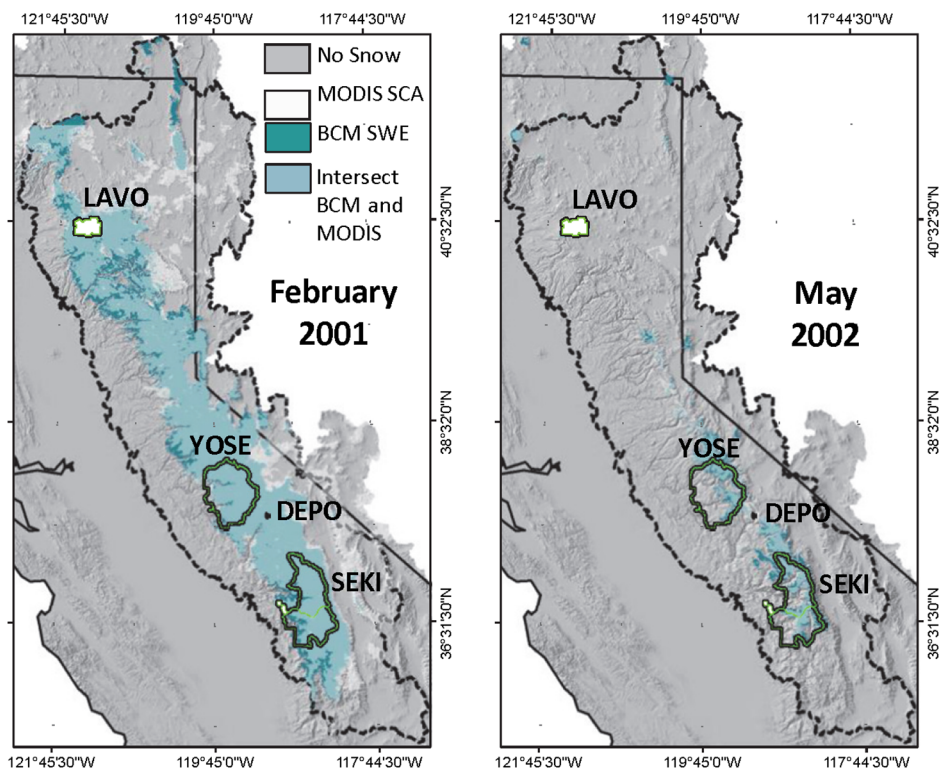 121°45'30"W 119°45'0"W 117°44'30"W 119°45'0"W 117°44'30"W
No Snow
MODIS SCA
BCM SWE
Intersect
BCM and
MODIS
LAVO
February
2001
YOSE
DEPO
SEKI
40°32'30"N
38°32'0"N
36°31'30"N
LAVO
May
2002
YOSE
DEPO
SEKI
40°32'30"N
38°32'0"N
36°31'30"N
121°45'30"W 119°45'0"W 117°44'30"W 121°45'30"W 119°45'0"W 117°44'30"W